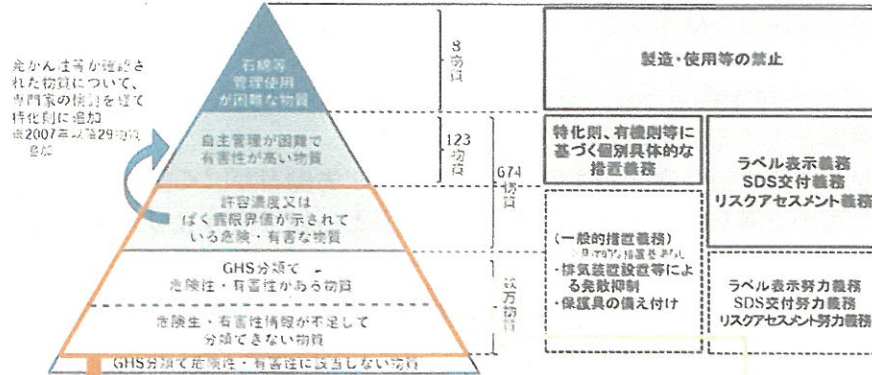 発がん性等が確認さ
れた物質について、
専門家の検討を経て
特化則に追加
※2007年以降29物質
追加
石綿等
管理使用
が困難な物質
自主管理が困難で
有害性が高い物質
許容濃度又は
ばく露限界値が示されて
いる危険・有害な物質
GHS分類で
危険性・有害性がある物質
危険性・有害性情報が不足して
分類できない物質
GHS分類で危険性・有害性に該当しない物質
8
物
質
123
物
質
674
物
質
数
万
物
質
製造・使用等の禁止
特化則、有機則等に
基づく個別具体的な
措置義務
(一般的措置義務)
・排気装置設置等によ
る発散抑制
・保護具の備え付け
ラベル表示義務
SDS交付義務
リスクアセスメント義務
ラベル表示努力義務
SDS交付努力義務
リスクアセスメント努力義務